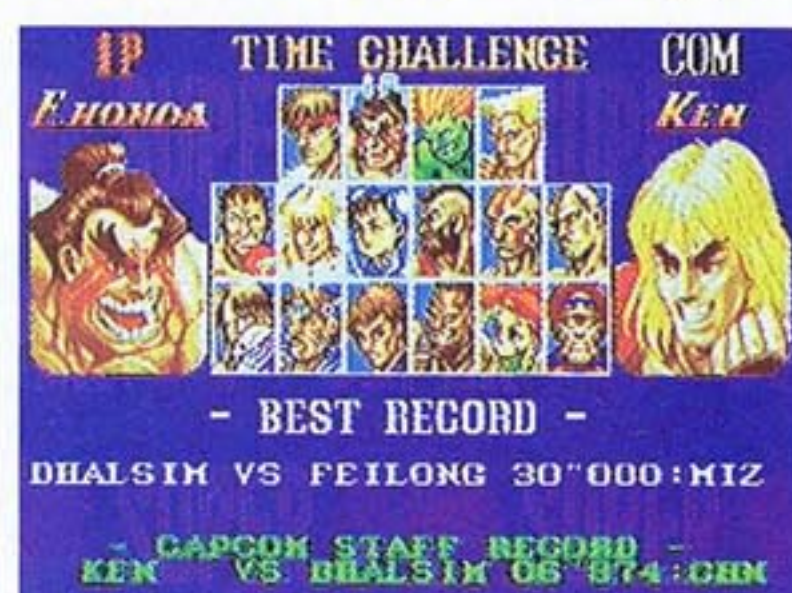 1P TIME CHALLENGE COM
E.HONDA KEN
1P
- BEST RECORD -
DHALSIM VS FEILONG 30"000:MIZ
- CAPCOM STAFF RECORD -
KEN VS DHALSIM 06"874:CHN